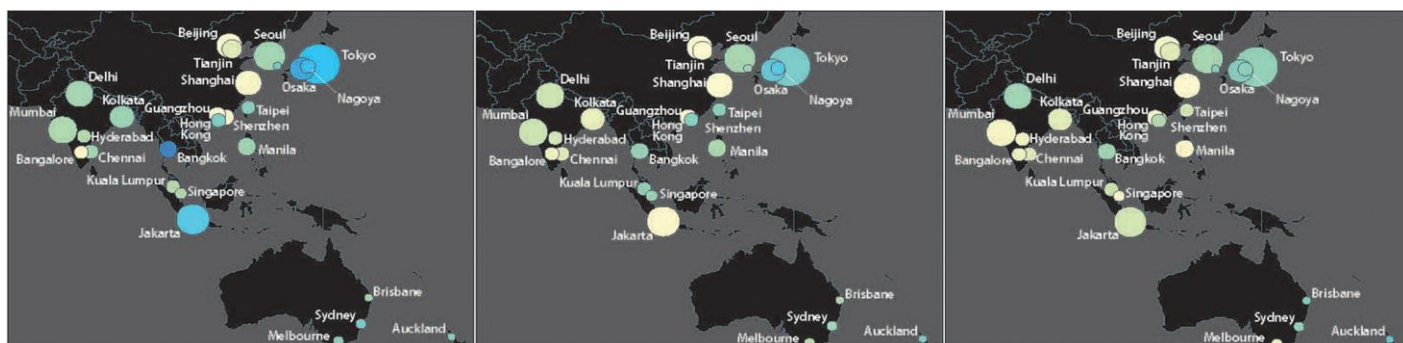 Beijing
Seoul
Tokyo
Tianjin
Shanghai
Osaka
Nagoya
Delhi
Kolkata
Guangzhou
Taipei
Mumbai
Hong
Kong
Shenzhen
Hyderabad
Bangalore
Chennai
Bangkok
Manila
Kuala Lumpur
Singapore
Jakarta
Brisbane
Sydney
Auckland
Melbourne
Beijing
Seoul
Tokyo
Tianjin
Shanghai
Osaka
Nagoya
Delhi
Kolkata
Guangzhou
Taipei
Mumbai
Hong
Kong
Shenzhen
Hyderabad
Bangalore
Chennai
Bangkok
Manila
Kuala Lumpur
Singapore
Jakarta
Brisbane
Sydney
Auckland
Melbourne
Beijing
Seoul
Tokyo
Tianjin
Shanghai
Osaka
Nagoya
Delhi
Kolkata
Guangzhou
Taipei
Mumbai
Hong
Kong
Shenzhen
Hyderabad
Bangalore
Chennai
Bangkok
Manila
Kuala Lumpur
Singapore
Jakarta
Brisbane
Sydney
Auckland
Melbourne